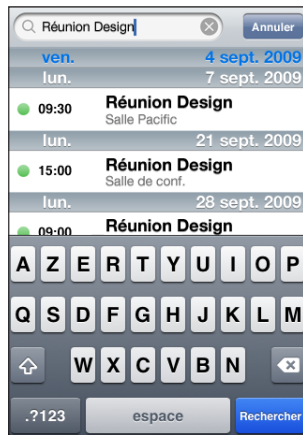 Réunion Design Annuler
ven. 4 sept. 2009
lun. 7 sept. 2009
09:30 Réunion Design
Salle Pacific
lun. 21 sept. 2009
15:00 Réunion Design
Salle de conf.
lun. 28 sept. 2009
09:00 Réunion Design
A Z E R T Y U I O P
Q S D F G H J K L M
W X C V B N
.?123 espace Rechercher